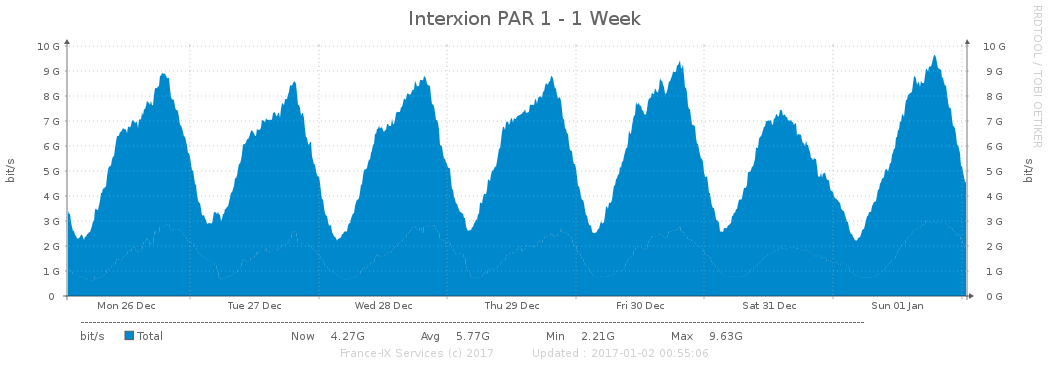 Interxion PAR 1 - 1 Week
RRDTOOL / TOBI OETIKER
bit/s
10 G
9 G
8 G
7 G
6 G
5 G
4 G
3 G
2 G
1 G
0
10 G
9 G
8 G
7 G
6 G
5 G
4 G
3 G
2 G
1 G
0 G
bit/s
Mon 26 Dec Tue 27 Dec Wed 28 Dec Thu 29 Dec Fri 30 Dec Sat 31 Dec Sun 01 Jan
bit/s Total Now 4.27G Avg 5.77G Min 2.21G Max 9.63G
France-IX Services (c) 2017 Updated : 2017-01-02 00:55:06